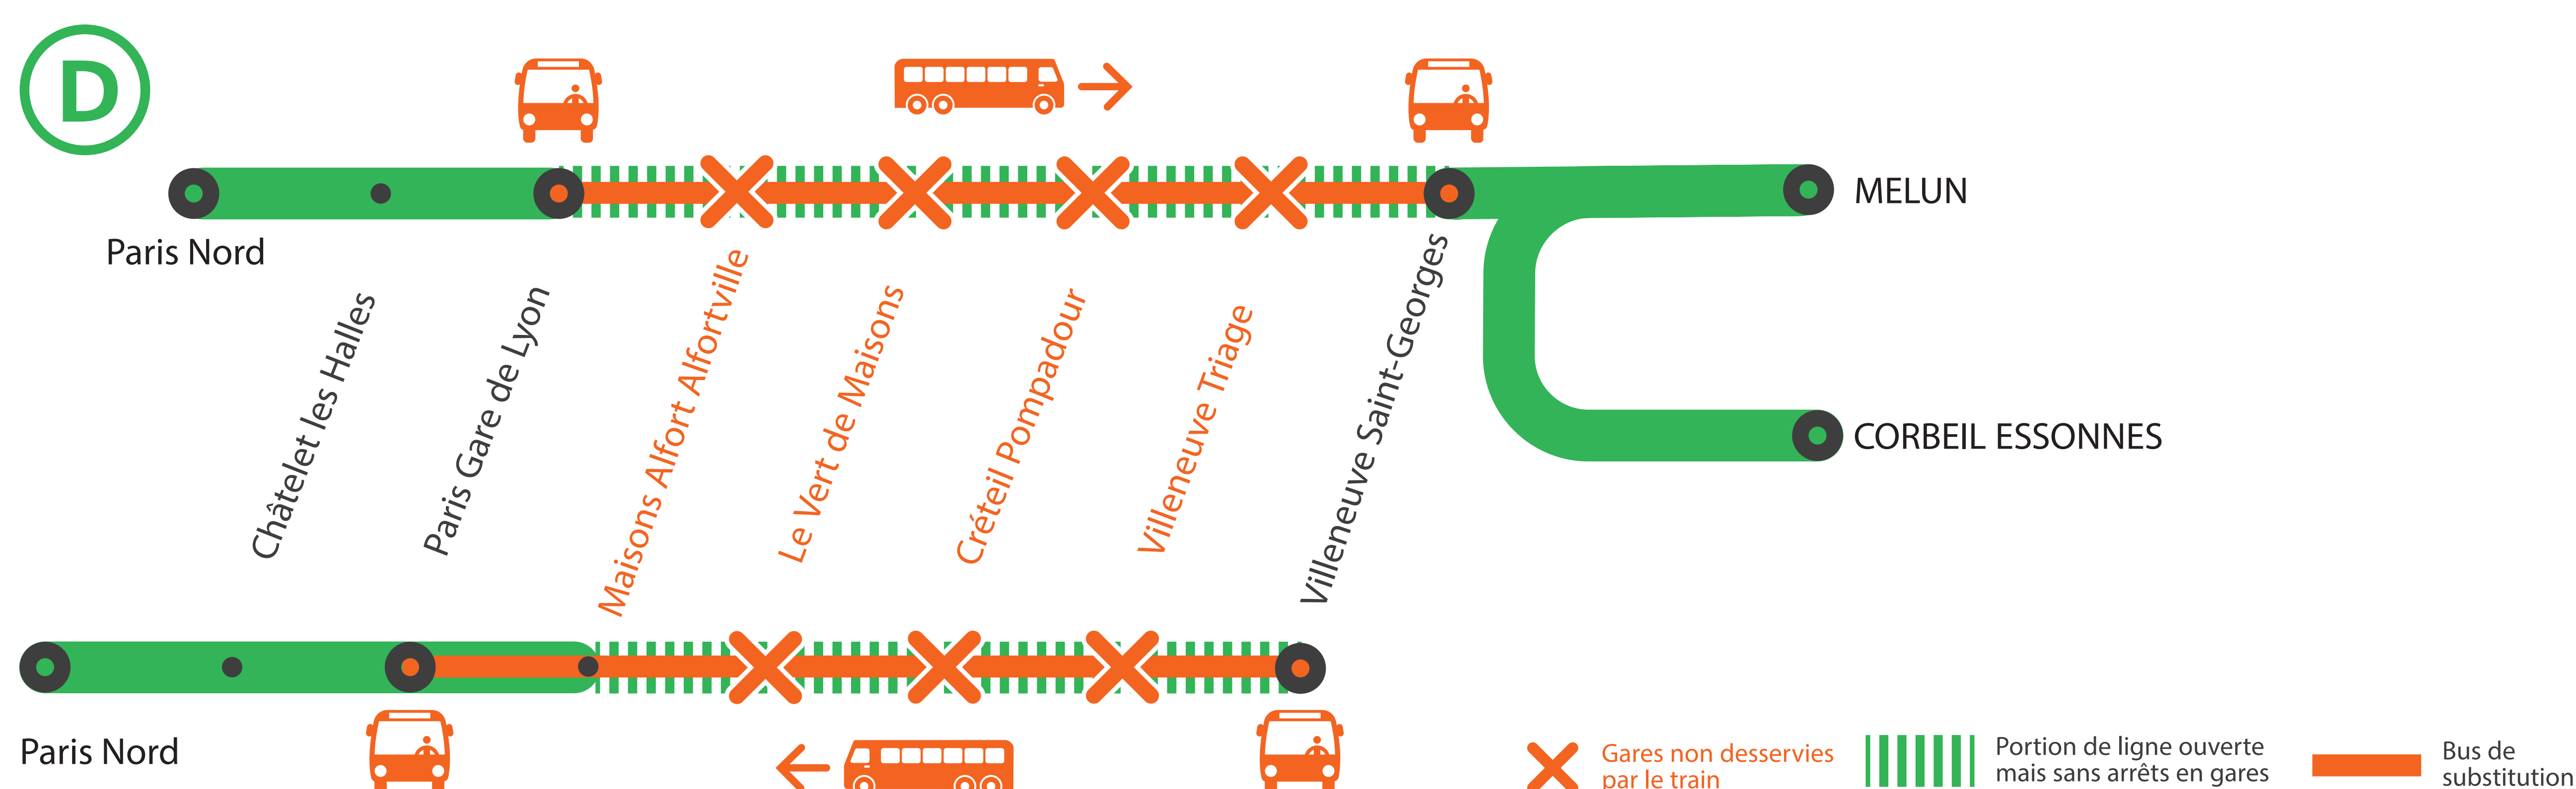 D
MELUN
Paris Nord
Châtelet les Halles
Paris Gare de Lyon
Maisons Alfort Alfortville
Le Vert de Maisons
Créteil Pompadour
Villeneuve Triage
Villeneuve Saint-Georges
CORBEIL ESSONNES
Paris Nord
Gares non desservies
par le train
Portion de ligne ouverte
mais sans arrêts en gares
Bus de
substitution